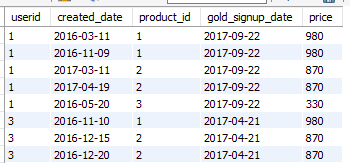 userid created_date product_id gold_signup_date price
1 2016-03-11 1 2017-09-22 980
1 2016-11-09 1 2017-09-22 980
1 2017-03-11 2 2017-09-22 870
1 2017-04-19 2 2017-09-22 870
1 2016-05-20 3 2017-09-22 330
3 2016-11-10 1 2017-04-21 980
3 2016-12-15 2 2017-04-21 870
3 2016-12-20 2 2017-04-21 870